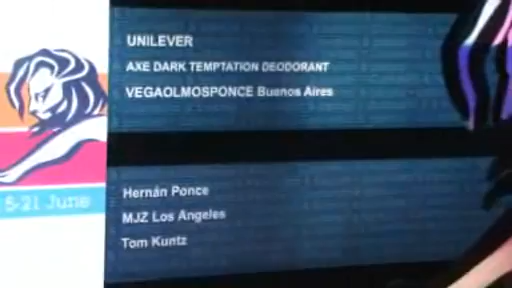 UNILEVER
AXE DARK TEMPTATION DEODORANT
VEGAOLMOSPONCE Buenos Aires
Hernán Ponce
MJZ Los Angeles
Tom Kuntz
5-21 June